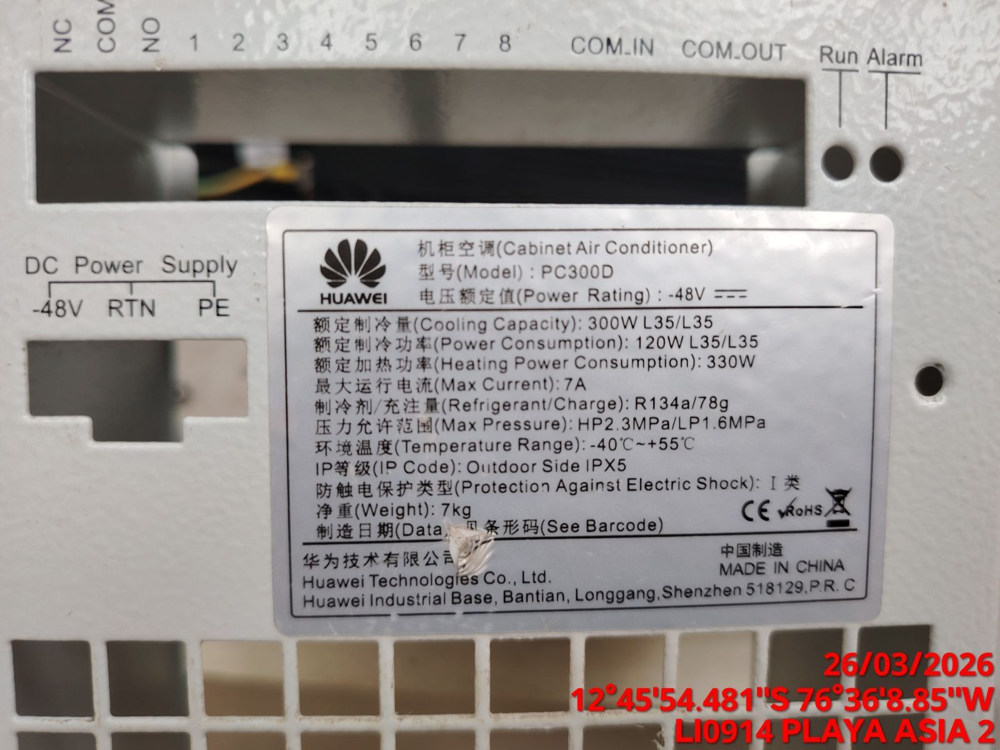 NC COM NO 1 2 3 4 5 6 7 8 COM_IN COM_OUT Run Alarm
DC Power Supply
-48V RTN PE
HUAWEI
机柜空调(Cabinet Air Conditioner)
型号(Model) : PC300D
电压额定值(Power Rating) : -48V
额定制冷量(Cooling Capacity): 300W L35/L35
额定制冷功率(Power Consumption): 120W L35/L35
额定加热功率(Heating Power Consumption): 330W
最大运行电流(Max Current): 7A
制冷剂/充注量(Refrigerant/Charge): R134a/78g
压力允许范围(Max Pressure): HP2.3MPa/LP1.6MPa
环境温度(Temperature Range): -40℃~+55℃
IP等级(IP Code): Outdoor Side IPX5
防触电保护类型(Protection Against Electric Shock): I 类
净重(Weight): 7kg
CE RoHS
制造日期(Data 见条形码(See Barcode)
华为技术有限公司
中国制造
MADE IN CHINA
Huawei Technologies Co., Ltd.
Huawei Industrial Base, Bantian, Longgang, Shenzhen 518129, P.R. C
26/03/2026
12°45'54.481"S 76°36'8.85"W
LI0914 PLAYA ASIA 2